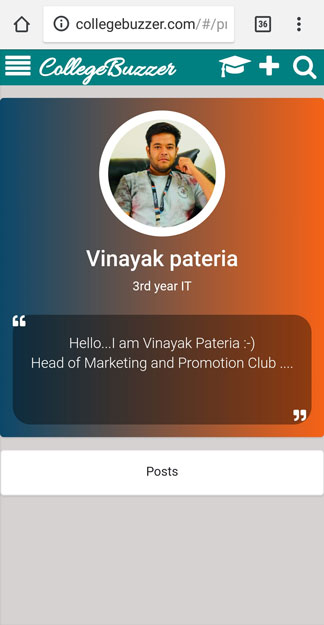 collegebuzzer.com/#/pr
36
CollegeBuzzer
Vinayak pateria
3rd year IT
“
Hello...I am Vinayak Pateria :-)
Head of Marketing and Promotion Club ....
”
Posts